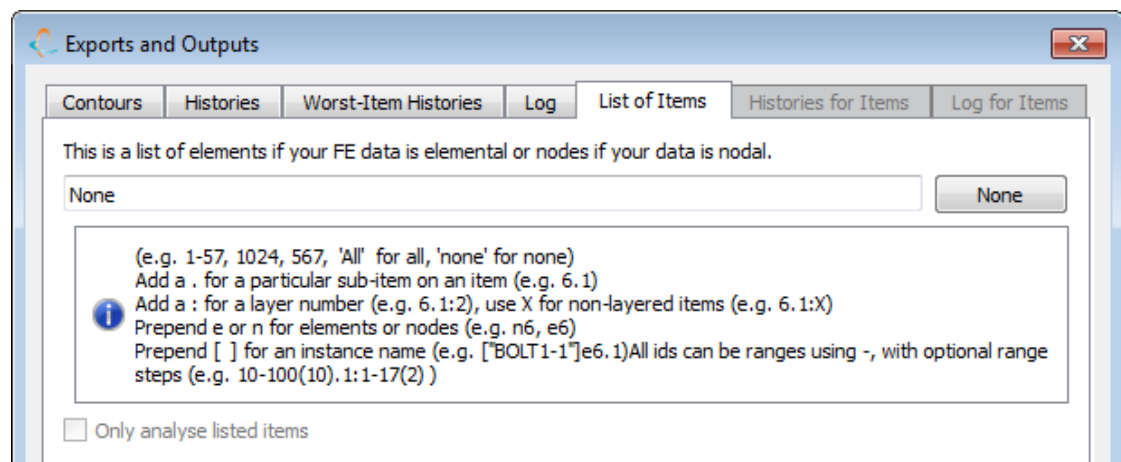 Exports and Outputs
Contours Histories Worst-Item Histories Log List of Items Histories for Items Log for Items
This is a list of elements if your FE data is elemental or nodes if your data is nodal.
None None
(e.g. 1-57, 1024, 567, 'All' for all, 'none' for none)
Add a . for a particular sub-item on an item (e.g. 6.1)
Add a : for a layer number (e.g. 6.1:2), use X for non-layered items (e.g. 6.1:X)
Prepend e or n for elements or nodes (e.g. n6, e6)
Prepend [ ] for an instance name (e.g. ["BOLT1-1"]e6.1)All ids can be ranges using -, with optional range
steps (e.g. 10-100(10).1:1-17(2) )
Only analyse listed items